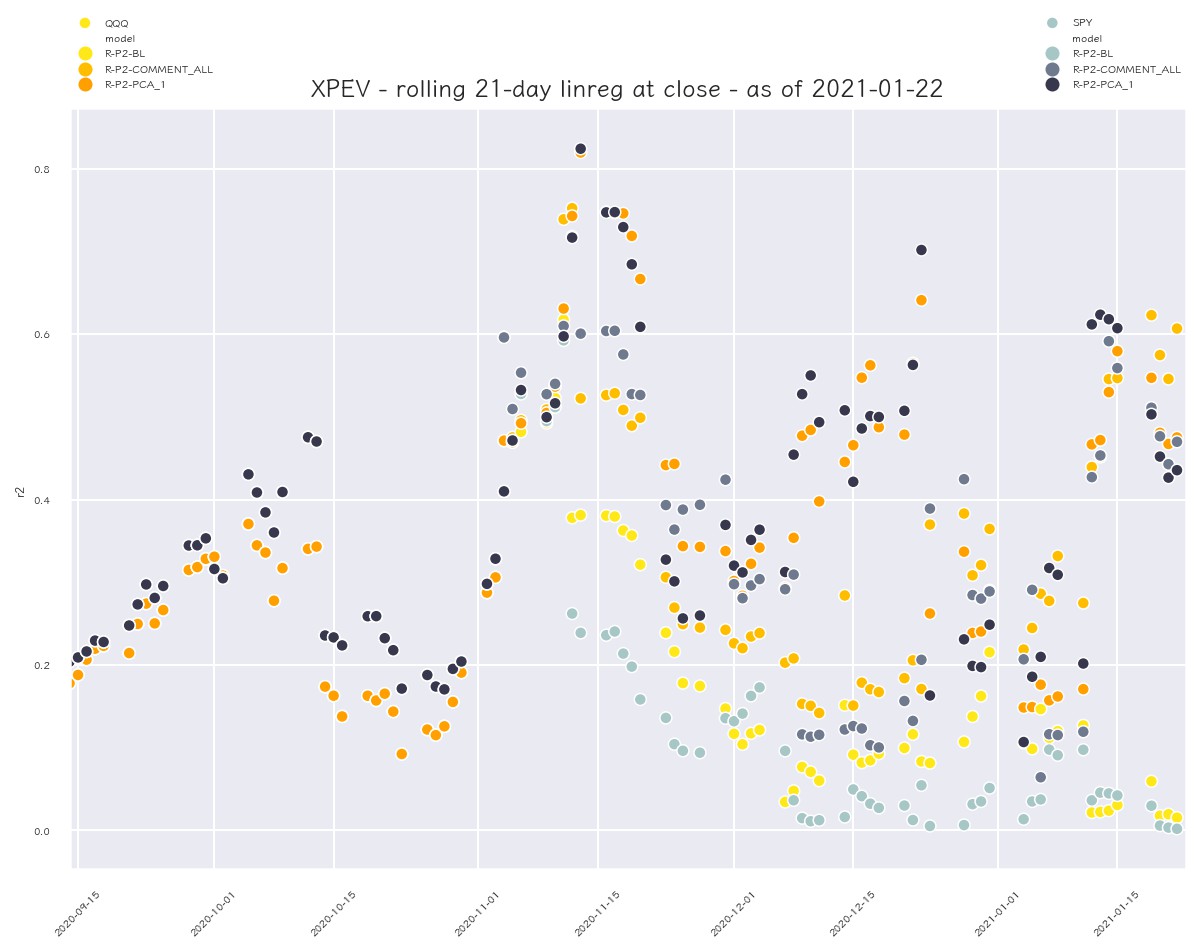 QQQ
model
R-P2-BL
R-P2-COMMENT_ALL
R-P2-PCA_1
SPY
model
R-P2-BL
R-P2-COMMENT_ALL
R-P2-PCA_1
XPEV - rolling 21-day linreg at close - as of 2021-01-22
r2
0.8
0.6
0.4
0.2
0.0
2020-09-15
2020-10-01
2020-10-15
2020-11-01
2020-11-15
2020-12-01
2020-12-15
2021-01-01
2021-01-15